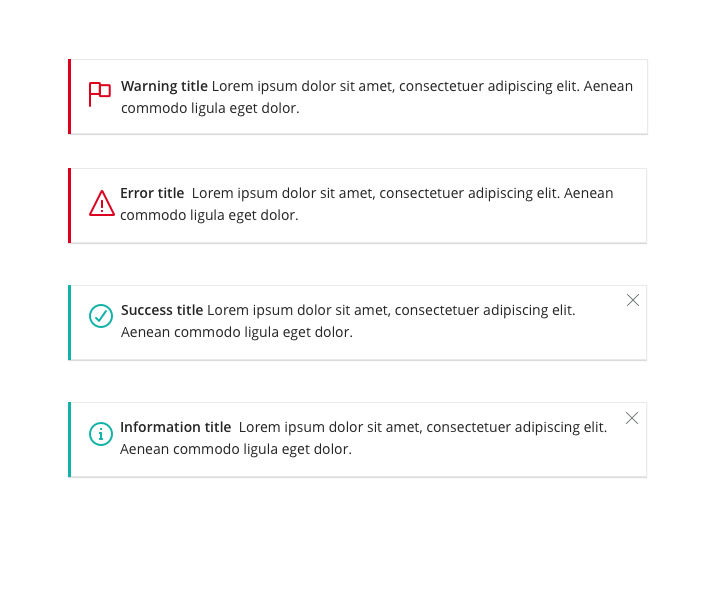 Warning title Lorem ipsum dolor sit amet, consectetuer adipiscing elit. Aenean
commodo ligula eget dolor.
Error title Lorem ipsum dolor sit amet, consectetuer adipiscing elit. Aenean
commodo ligula eget dolor.
Success title Lorem ipsum dolor sit amet, consectetuer adipiscing elit.
Aenean commodo ligula eget dolor.
Information title Lorem ipsum dolor sit amet, consectetuer adipiscing elit.
Aenean commodo ligula eget dolor.